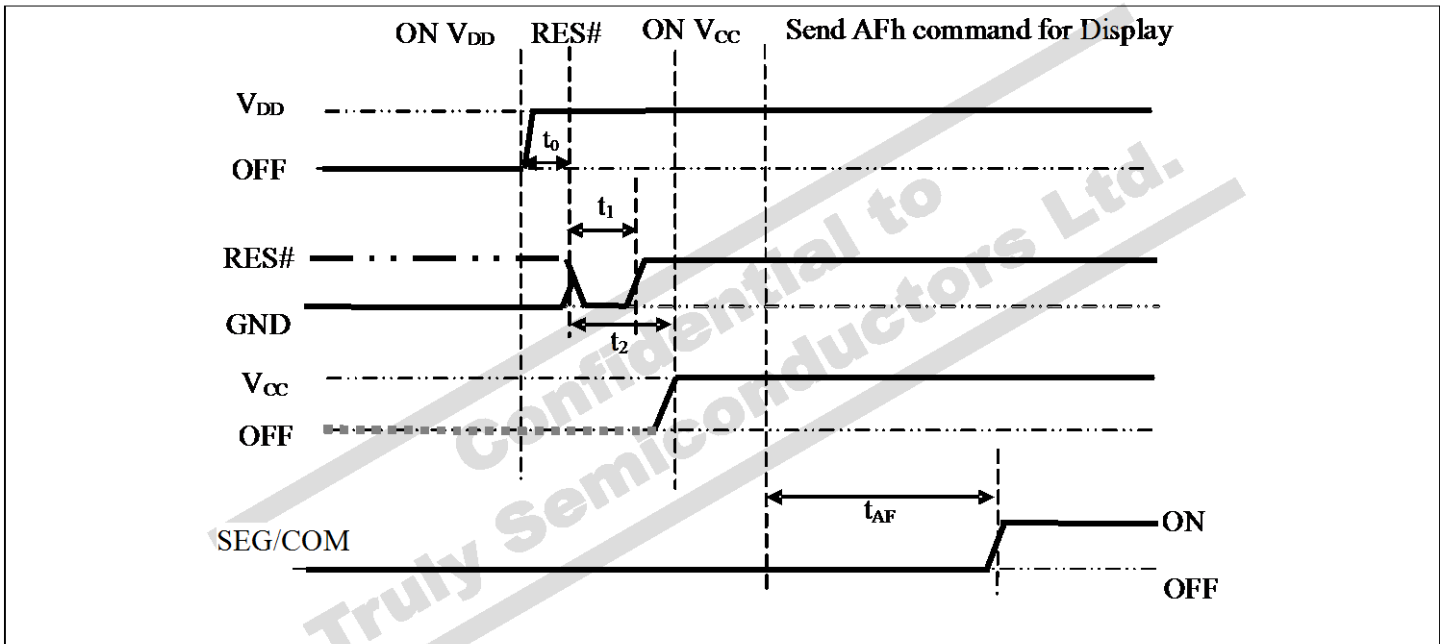 ON VDD RES# ON VCC Send AFh command for Display
VDD
t0
OFF
t1
RES#
GND
t2
VCC
OFF
tAF
ON
SEG/COM
OFF
Confidential to
Truly Semiconductors Ltd.